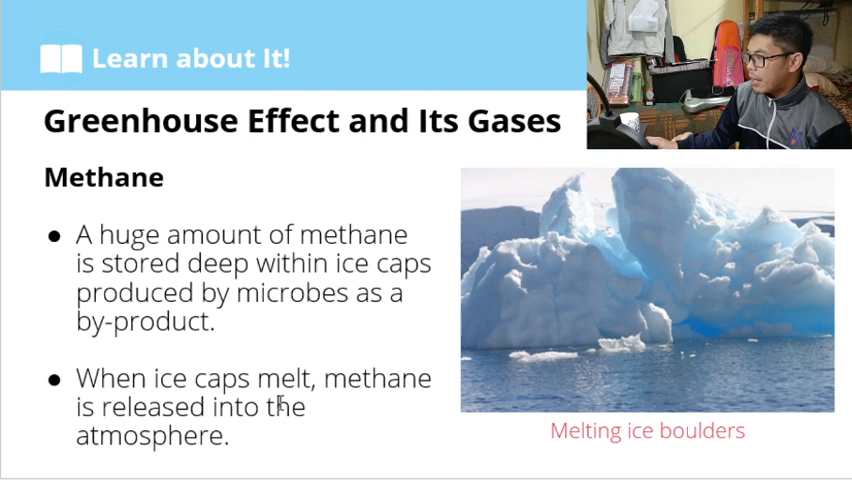 Learn about It!
Greenhouse Effect and Its Gases
Methane
● A huge amount of methane
is stored deep within ice caps
produced by microbes as a
by-product.
● When ice caps melt, methane
is released into the
atmosphere.
Melting ice boulders